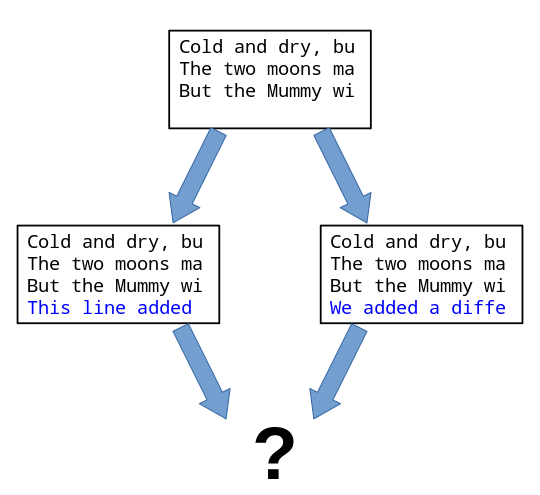 Cold and dry, bu
The two moons ma
But the Mummy wi
Cold and dry, bu
The two moons ma
But the Mummy wi
This line added
Cold and dry, bu
The two moons ma
But the Mummy wi
We added a diffe
?